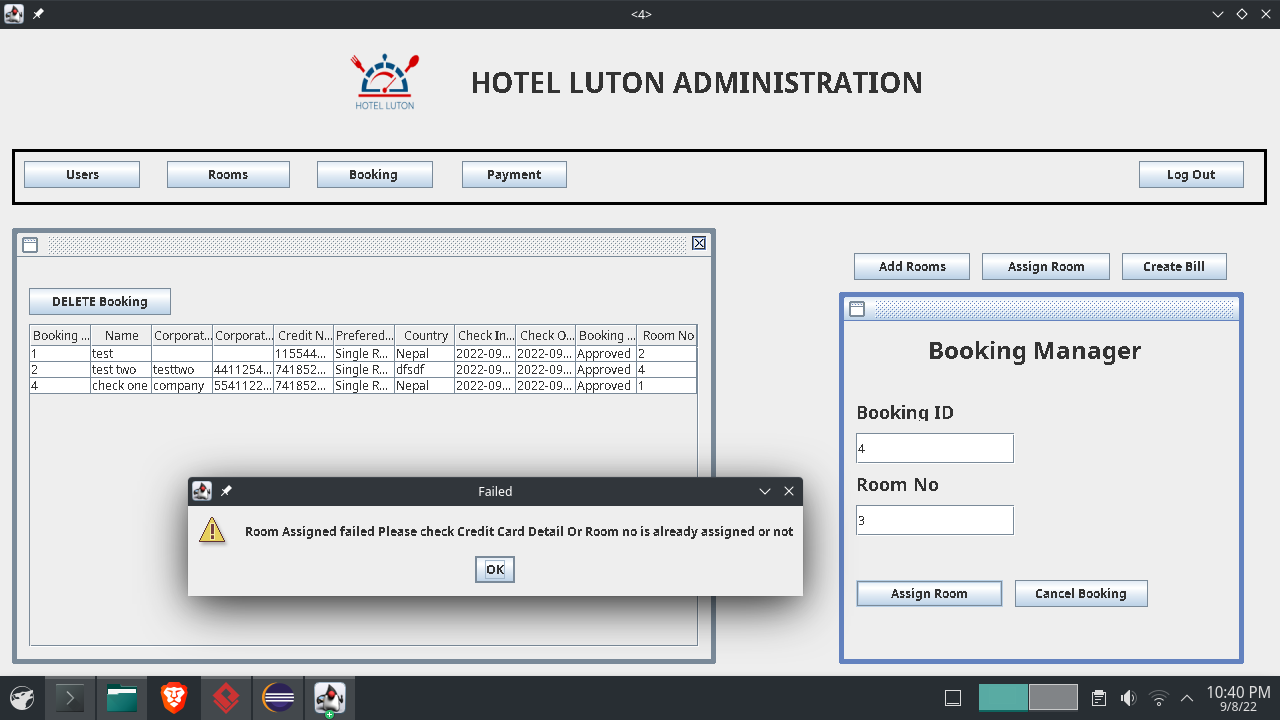 <4>
HOTEL LUTON
HOTEL LUTON ADMINISTRATION
Users Rooms Booking Payment Log Out
Add Rooms Assign Room Create Bill
DELETE Booking
Booking ... Name Corporat... Corporat... Credit N... Prefered... Country Check In... Check O... Booking ... Room No
1 test 115544... Single R... Nepal 2022-09... 2022-09... Approved 2
2 test two testtwo 4411254... 741852... Single R... dfsdf 2022-09... 2022-09... Approved 4
4 check one company 5541122... 741852... Single R... Nepal 2022-09... 2022-09... Approved 1
Booking Manager
Booking ID
4
Room No
3
Assign Room Cancel Booking
Failed
Room Assigned failed Please check Credit Card Detail Or Room no is already assigned or not
OK
10:40 PM
9/8/22